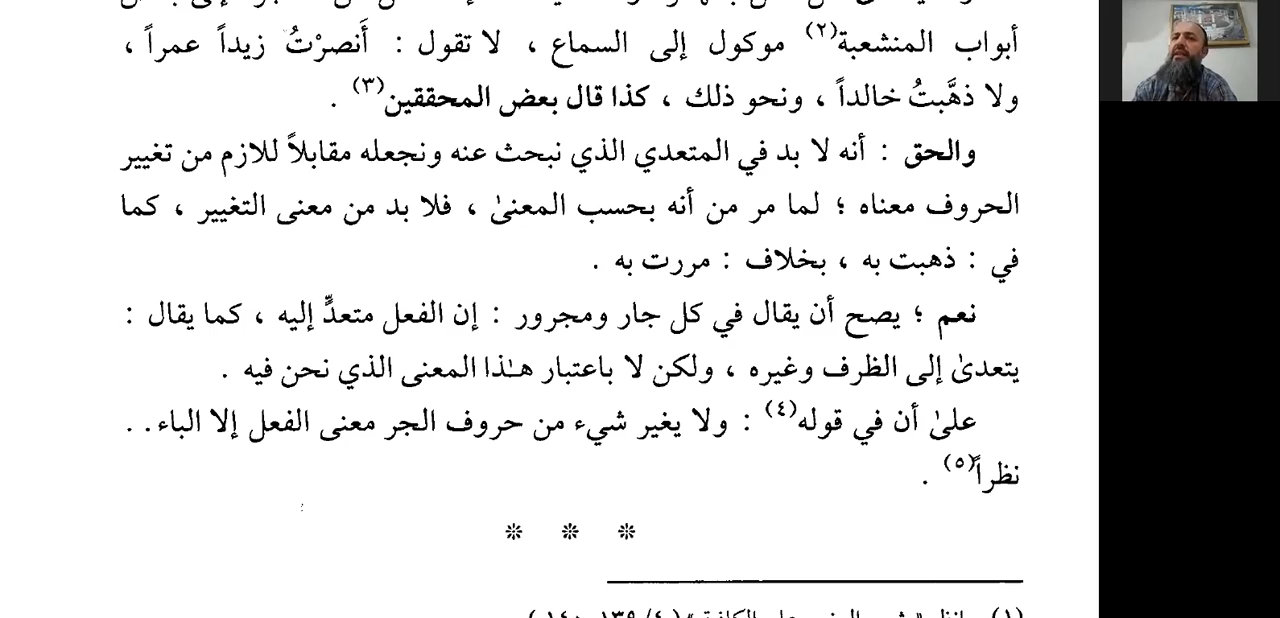 أبواب المنشعبة(٢) موكول إلى السماع ، لا تقول : أَنصرْتُ زيداً عمراً ،
ولا ذهَّبتُ خالداً ، ونحو ذلك ، كذا قال بعض المحققين(٣) .
والحق : أنه لا بد في المتعدي الذي نبحث عنه ونجعله مقابلاً للازم من تغيير
الحروف معناه ؛ لما مر من أنه بحسب المعنىٰ ، فلا بد من معنى التغيير ، كما
في : ذهبت به ، بخلاف : مررت به .
نعم ؛ يصح أن يقال في كل جار ومجرور : إن الفعل متعدٍّ إليه ، كما يقال :
يتعدىٰ إلى الظرف وغيره ، ولكن لا باعتبار هـٰذا المعنى الذي نحن فيه .
علىٰ أن في قوله(٤) : ولا يغير شيء من حروف الجر معنى الفعل إلا الباء . .
نظراً(٥) .
* * *